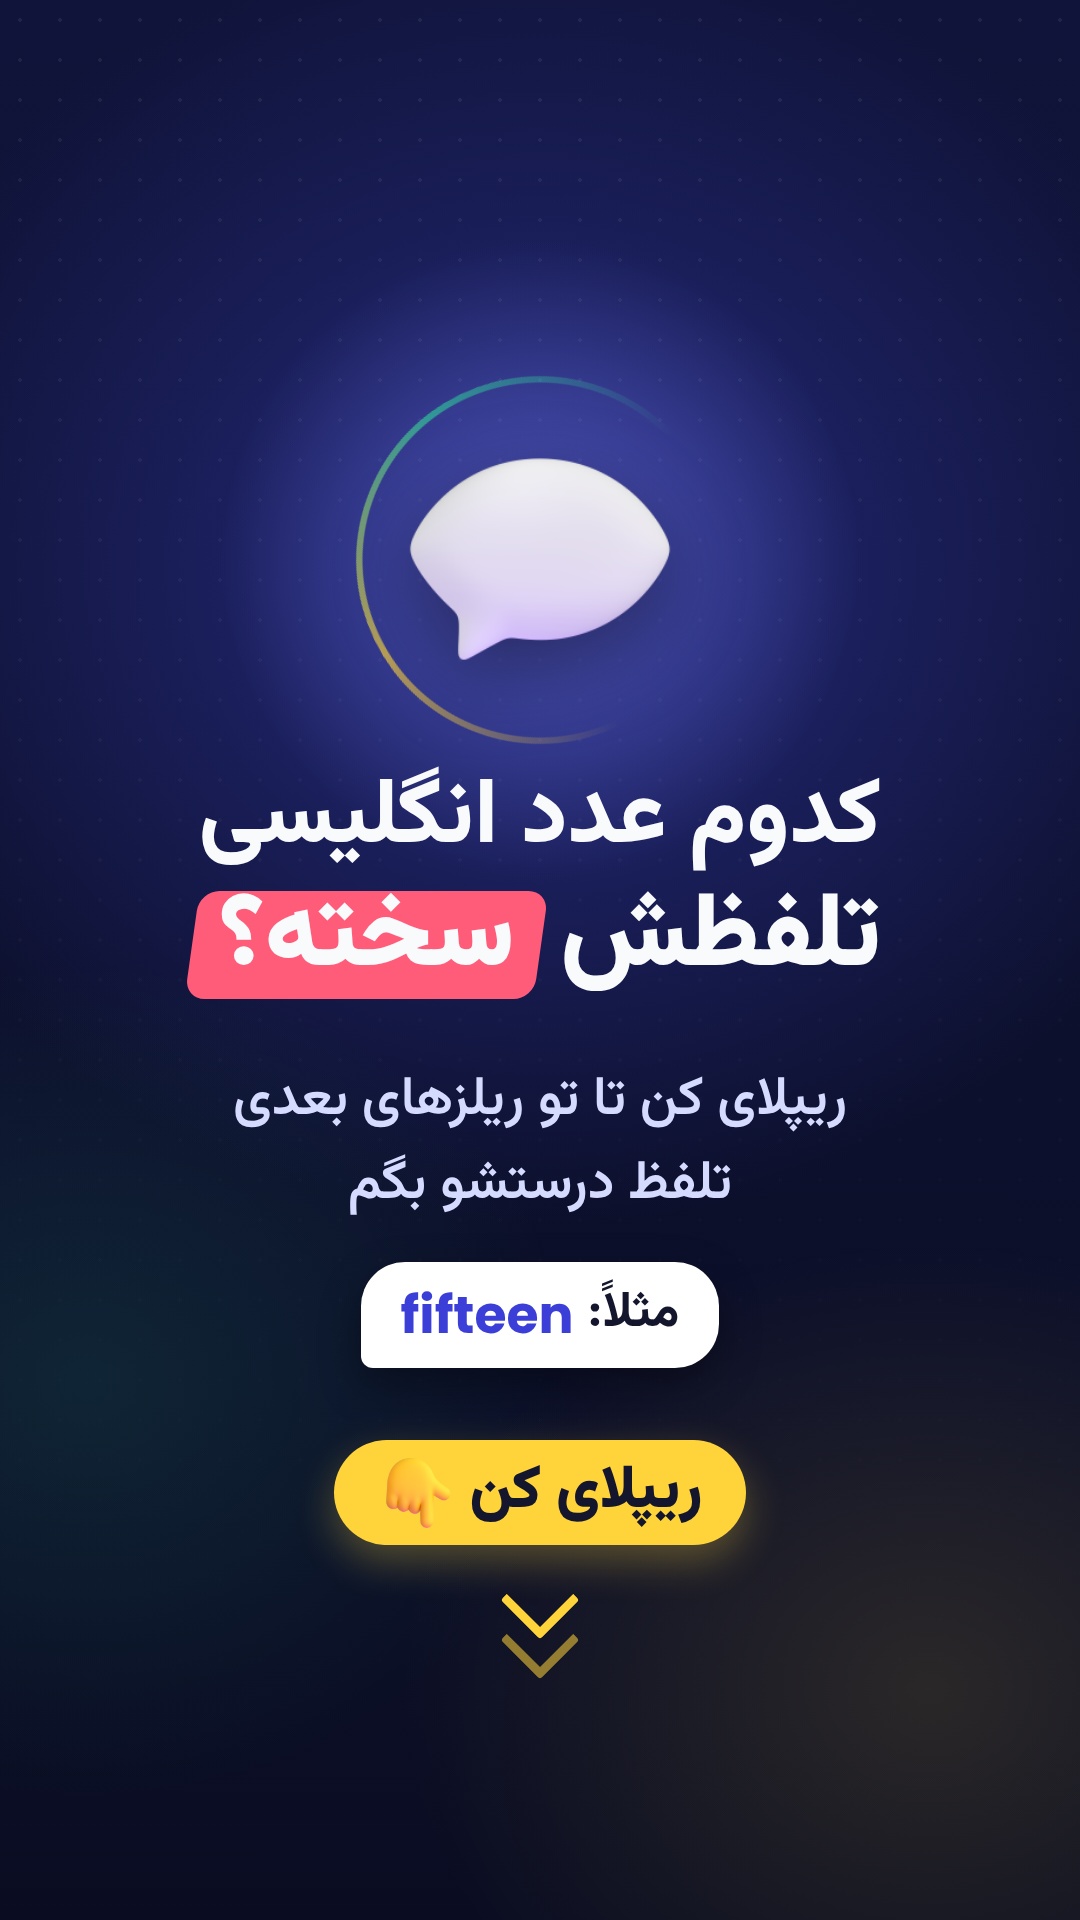 کدوم عدد انگلیسی
تلفظش سخته؟
ریپلای کن تا تو ریلزهای بعدی
تلفظ درستشو بگم
مثلاً: fifteen
ریپلای کن 👇